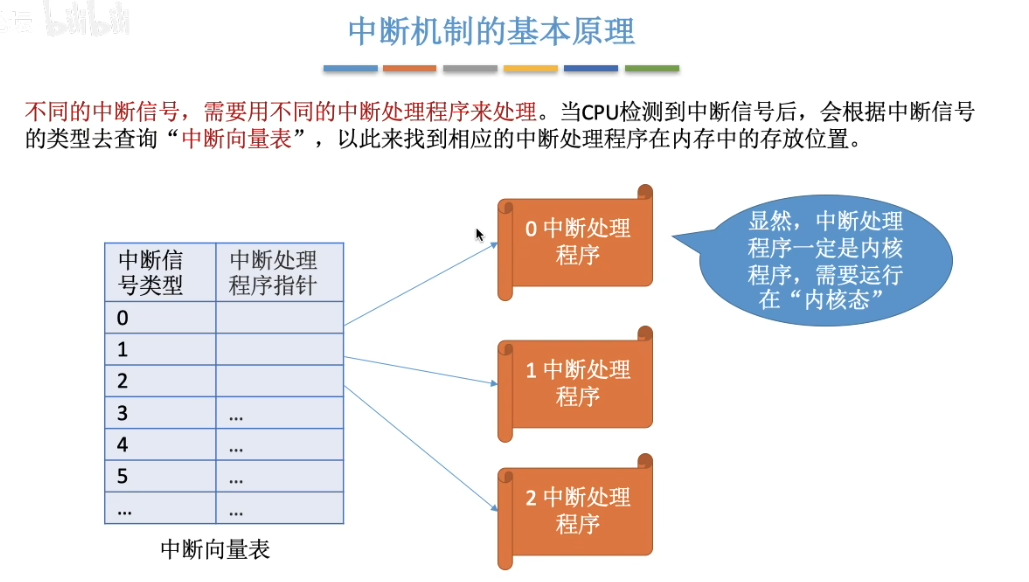 中断机制的基本原理
不同的中断信号，需要用不同的中断处理程序来处理。当CPU检测到中断信号后，会根据中断信号
的类型去查询“中断向量表”，以此来找到相应的中断处理程序在内存中的存放位置。
中断信
号类型
中断处理
程序指针
0
1
2
3
...
4
...
5
...
...
...
中断向量表
0 中断处理
程序
1 中断处理
程序
2 中断处理
程序
显然，中断处理
程序一定是内核
程序，需要运行
在“内核态”